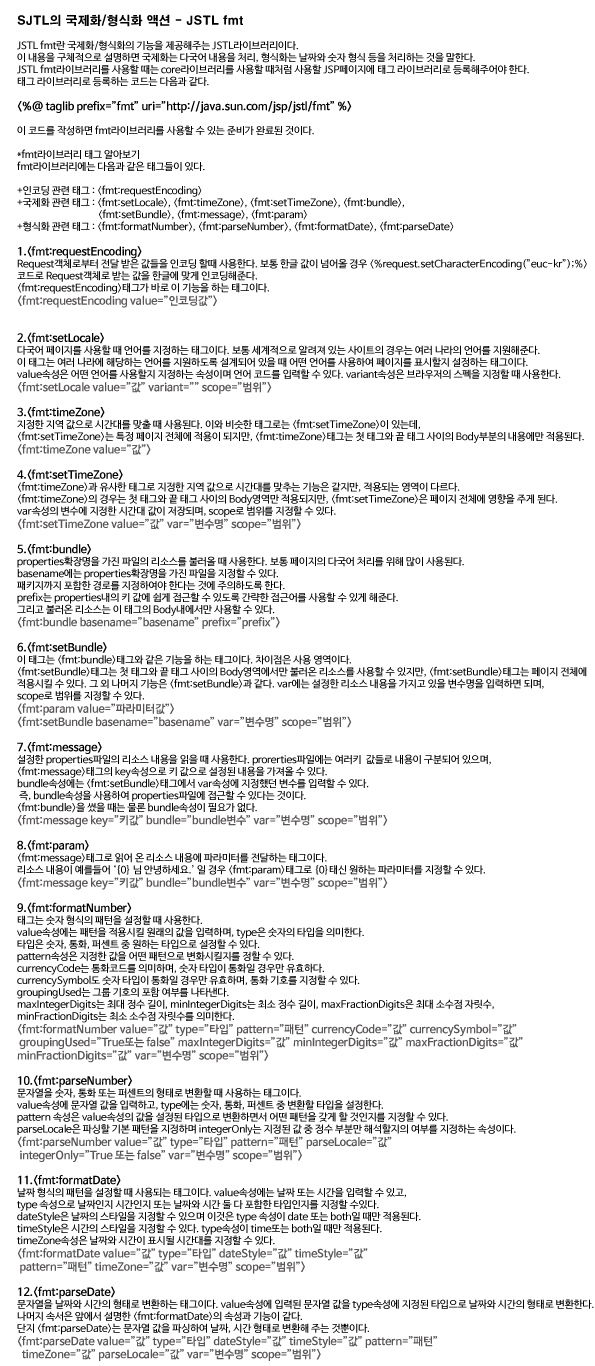 SJTL의 국제화/형식화 액션 - JSTL fmt
JSTL fmt란 국제화/형식화의 기능을 제공해주는 JSTL라이브러리이다.
이 내용을 구체적으로 설명하면 국제화는 다국어 내용을 처리, 형식화는 날짜와 숫자 형식 등을 처리하는 것을 말한다.
JSTL fmt라이브러리를 사용할 때는 core라이브러리를 사용할 때처럼 사용할 JSP페이지에 태그 라이브러리로 등록해주어야 한다.
태그 라이브러리로 등록하는 코드는 다음과 같다.
<%@ taglib prefix="fmt" uri="http://java.sun.com/jsp/jstl/fmt" %>
이 코드를 작성하면 fmt라이브러리를 사용할 수 있는 준비가 완료된 것이다.
*fmt라이브러리 태그 알아보기
fmt라이브러리에는 다음과 같은 태그들이 있다.
+인코딩 관련 태그 : <fmt:requestEncoding>
+국제화 관련 태그 : <fmt:setLocale>, <fmt:timeZone>, <fmt:setTimeZone>, <fmt:bundle>,
<fmt:setBundle>, <fmt:message>, <fmt:param>
+형식화 관련 태그 : <fmt:formatNumber>, <fmt:parseNumber>, <fmt:formatDate>, <fmt:parseDate>
1.<fmt:requestEncoding>
Request객체로부터 전달 받은 값들을 인코딩 할때 사용한다. 보통 한글 값이 넘어올 경우 <%request.setCharacterEncoding("euc-kr");%>
코드로 Request객체로 받는 값을 한글에 맞게 인코딩해준다.
<fmt:requestEncoding>태그가 바로 이 기능을 하는 태그이다.
<fmt:requestEncoding value="인코딩값">
2.<fmt:setLocale>
다국어 페이지를 사용할 때 언어를 지정하는 태그이다. 보통 세계적으로 알려져 있는 사이트의 경우는 여러 나라의 언어를 지원해준다.
이 태그는 여러 나라에 해당하는 언어를 지원하도록 설계되어 있을 때 어떤 언어를 사용하여 페이지를 표시할지 설정하는 태그이다.
value속성은 어떤 언어를 사용할지 지정하는 속성이며 언어 코드를 입력할 수 있다. variant속성은 브라우저의 스펙을 지정할 때 사용한다.
<fmt:setLocale value="값" variant="" scope="범위">
3.<fmt:timeZone>
지정한 지역 값으로 시간대를 맞출 때 사용된다. 이와 비슷한 태그로는 <fmt:setTimeZone>이 있는데,
<fmt:setTimeZone>는 특정 페이지 전체에 적용이 되지만, <fmt:timeZone>태그는 첫 태그와 끝 태그 사이의 Body부분의 내용에만 적용된다.
<fmt:timeZone value="값">
4.<fmt:setTimeZone>
<fmt:timeZone>과 유사한 태그로 지정한 지역 값으로 시간대를 맞추는 기능은 같지만, 적용되는 영역이 다르다.
<fmt:timeZone>의 경우는 첫 태그와 끝 태그 사이의 Body영역만 적용되지만, <fmt:setTimeZone>은 페이지 전체에 영향을 주게 된다.
var속성의 변수에 지정한 시간대 값이 저장되며, scope로 범위를 지정할 수 있다.
<fmt:setTimeZone value="값" var="변수명" scope="범위">
5.<fmt:bundle>
properties확장명을 가진 파일의 리소스를 불러올 때 사용한다. 보통 페이지의 다국어 처리를 위해 많이 사용된다.
basename에는 properties확장명을 가진 파일을 지정할 수 있다.
패키지까지 포함한 경로를 지정하여야 한다는 것에 주의하도록 한다.
prefix는 properties내의 키 값에 쉽게 접근할 수 있도록 간략한 접근어를 사용할 수 있게 해준다.
그리고 불러온 리소스는 이 태그의 Body내에서만 사용할 수 있다.
<fmt:bundle basename="basename" prefix="prefix">
6.<fmt:setBundle>
이 태그는 <fmt:bundle>태그와 같은 기능을 하는 태그이다. 차이점은 사용 영역이다.
<fmt:setBundle>태그는 첫 태그와 끝 태그 사이의 Body영역에서만 불러온 리소스를 사용할 수 있지만, <fmt:setBundle>태그는 페이지 전체에
적용시킬 수 있다. 그 외 나머지 기능은 <fmt:setBundle>과 같다. var에는 설정한 리소스 내용을 가지고 있을 변수명을 입력하면 되며,
scope로 범위를 지정할 수 있다.
<fmt:param value="파라미터값">
<fmt:setBundle basename="basename" var="변수명" scope="범위">
7.<fmt:message>
설정한 properties파일의 리소스 내용을 읽을 때 사용한다. prorerties파일에는 여러키 값들로 내용이 구분되어 있으며,
<fmt:message>태그의 key속성으로 키 값으로 설정된 내용을 가져올 수 있다.
bundle속성에는 <fmt:setBundle>태그에서 var속성에 지정했던 변수를 입력할 수 있다.
즉, bundle속성을 사용하여 properties파일에 접근할 수 있다는 것이다.
<fmt:bundle>을 썼을 때는 물론 bundle속성이 필요가 없다.
<fmt:message key="키값" bundle="bundle변수" var="변수명" scope="범위">
8.<fmt:param>
<fmt:message>태그로 읽어 온 리소스 내용에 파라미터를 전달하는 태그이다.
리소스 내용이 예를들어 '{0} 님 안녕하세요.' 일 경우 <fmt:param>태그로 {0}태신 원하는 파라미터를 지정할 수 있다.
<fmt:message key="키값" bundle="bundle변수" var="변수명" scope="범위">
9.<fmt:formatNumber>
태그는 숫자 형식의 패턴을 설정할 때 사용한다.
value속성에는 패턴을 적용시킬 원래의 값을 입력하며, type은 숫자의 타입을 의미한다.
타입은 숫자, 통화, 퍼센트 중 원하는 타입으로 설정할 수 있다.
pattern속성은 지정한 값을 어떤 패턴으로 변화시킬지를 정할 수 있다.
currencyCode는 통화코드를 의미하며, 숫자 타입이 통화일 경우만 유효하다.
currencySymbol도 숫자 타입이 통화일 경우만 유효하며, 통화 기호를 지정할 수 있다.
groupingUsed는 그룹 기호의 포함 여부를 나타낸다.
maxIntegerDigits는 최대 정수 길이, minIntegerDigits는 최소 정수 길이, maxFractionDigits은 최대 소수점 자릿수,
minFractionDigits는 최소 소수점 자릿수를 의미한다.
<fmt:formatNumber value="값" type="타입" pattern="패턴" currencyCode="값" currencySymbol="값"
groupingUsed="True또는 false" maxIntegerDigits="값" minIntegerDigits="값" maxFractionDigits="값"
minFractionDigits="값" var="변수명" scope="범위">
10.<fmt:parseNumber>
문자열을 숫자, 통화 또는 퍼센트의 형태로 변환할 때 사용하는 태그이다.
value속성에 문자열 값을 입력하고, type에는 숫자, 통화, 퍼센트 중 변환할 타입을 설정한다.
pattern 속성은 value속성의 값을 설정된 타입으로 변환하면서 어떤 패턴을 갖게 할 것인지를 지정할 수 있다.
parseLocale은 파싱할 기본 패턴을 지정하며 integerOnly는 지정된 값 중 정수 부분만 해석할지의 여부를 지정하는 속성이다.
<fmt:parseNumber value="값" type="타입" pattern="패턴" parseLocale="값"
integerOnly="True 또는 false" var="변수명" scope="범위">
11.<fmt:formatDate>
날짜 형식의 패턴을 설정할 때 사용되는 태그이다. value속성에는 날짜 또는 시간을 입력할 수 있고,
type 속성으로 날짜인지 시간인지 또는 날짜와 시간 둘 다 포함한 타입인지를 지정할 수있다.
dateStyle은 날짜의 스타일을 지정할 수 있으며 이것은 type 속성이 date 또는 both일 때만 적용된다.
timeStyle은 시간의 스타일을 지정할 수 있다. type속성이 time또는 both일 때만 적용된다.
timeZone속성은 날짜와 시간이 표시될 시간대를 지정할 수 있다.
<fmt:formatDate value="값" type="타입" dateStyle="값" timeStyle="값"
pattern="패턴" timeZone="값" var="변수명" scope="범위">
12.<fmt:parseDate>
문자열을 날짜와 시간의 형태로 변환하는 태그이다. value속성에 입력된 문자열 값을 type속성에 지정된 타입으로 날짜와 시간의 형태로 변환한다.
나머지 속서은 앞에서 설명한 <fmt:formatDate>의 속성과 기능이 같다.
단지 <fmt:parseDate>는 문자열 값을 파싱하여 날짜, 시간 형태로 변환해 주는 것뿐이다.
<fmt:parseDate value="값" type="타입" dateStyle="값" timeStyle="값" pattern="패턴"
timeZone="값" parseLocale="값" var="변수명" scope="범위">